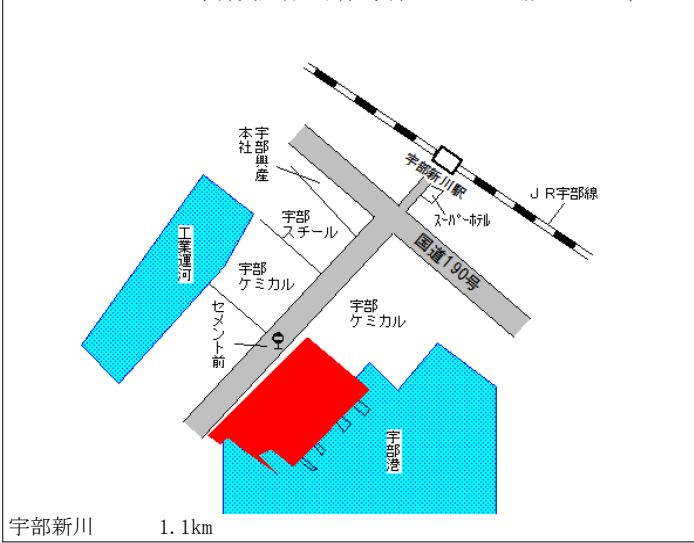 宇部興産
本社
宇部新川駅
ＪＲ宇部線
スーパーホテル
宇部
スチール
工業運河
国道190号
宇部
ケミカル
宇部
ケミカル
セメント前
宇部港
宇部新川 1.1km